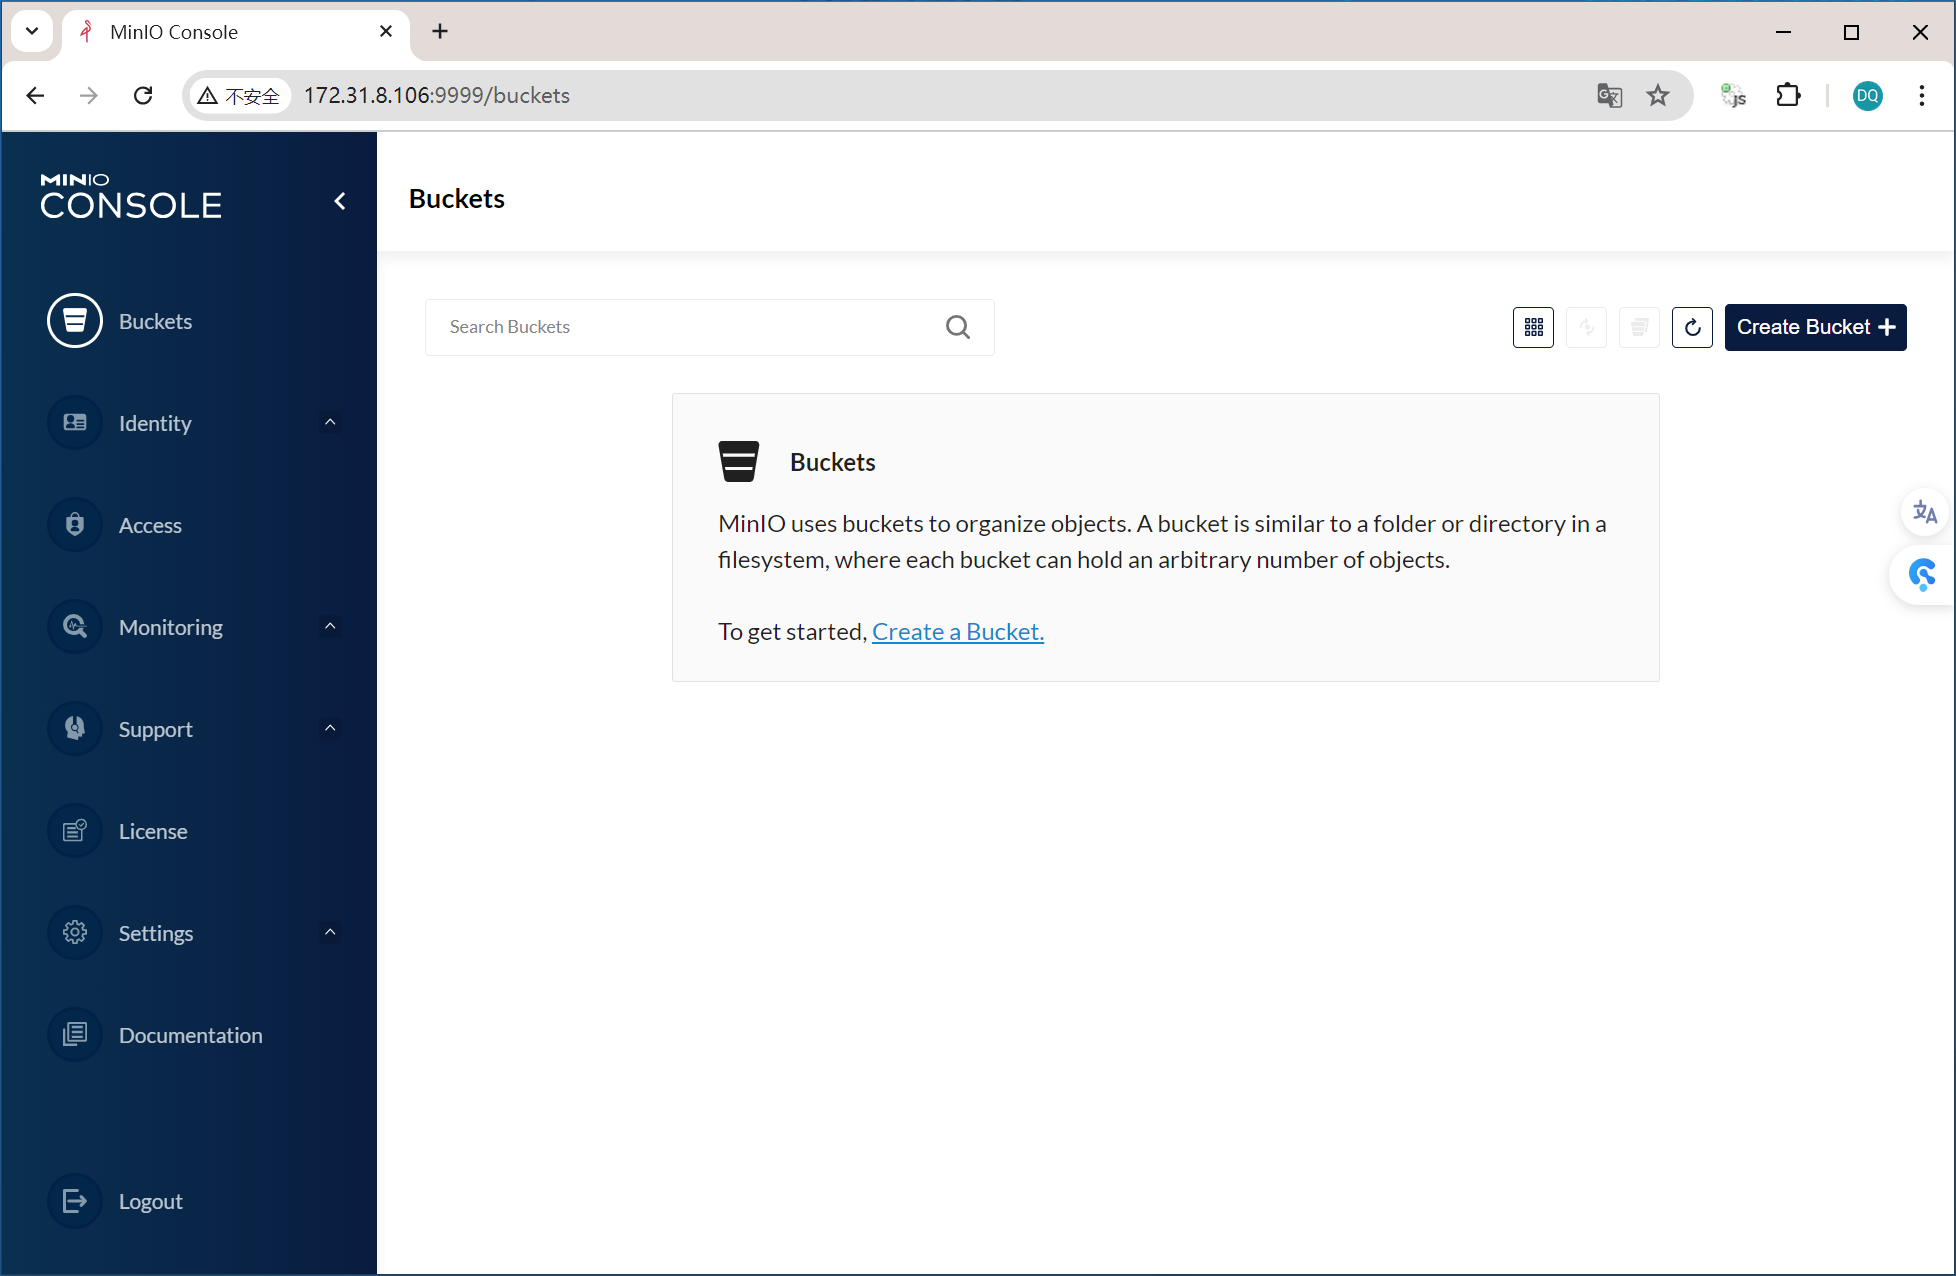 MinIO Console
不安全
172.31.8.106:9999/buckets
js
DQ
MINIO
CONSOLE
Buckets
Buckets
Identity
Access
Monitoring
Support
License
Settings
Documentation
Logout
Search Buckets
Create Bucket
Buckets
MinIO uses buckets to organize objects. A bucket is similar to a folder or directory in a
filesystem, where each bucket can hold an arbitrary number of objects.
To get started, Create a Bucket.